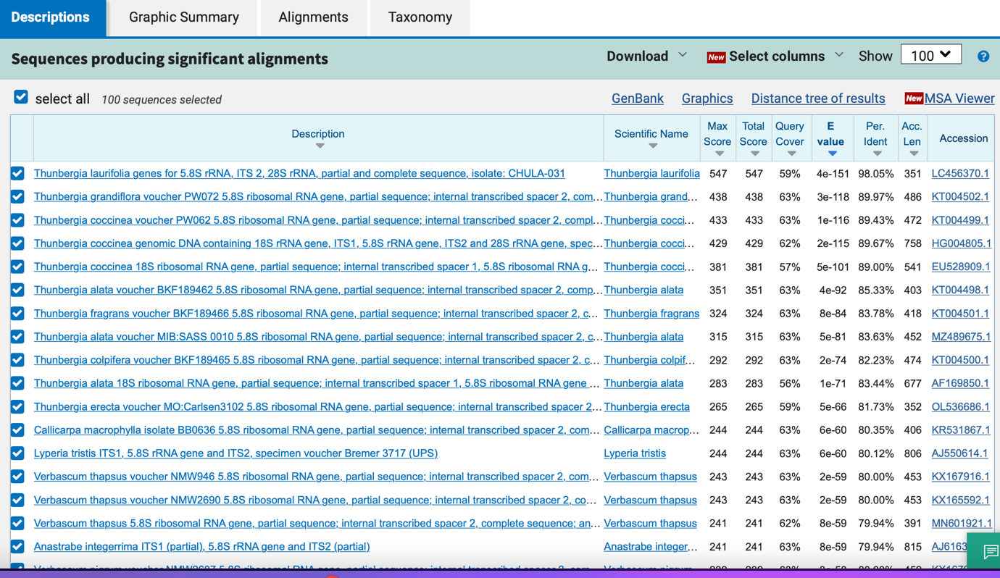 Descriptions Graphic Summary Alignments Taxonomy
Sequences producing significant alignments Download New Select columns Show 100 ?
select all 100 sequences selected GenBank Graphics Distance tree of results New MSA Viewer
Description Scientific Name Max Score Total Score Query Cover E value Per. Ident Acc. Len Accession
Thunbergia laurifolia genes for 5.8S rRNA, ITS 2, 28S rRNA, partial and complete sequence, isolate: CHULA-031 Thunbergia laurifolia 547 547 59% 4e-151 98.05% 351 LC456370.1
Thunbergia grandiflora voucher PW072 5.8S ribosomal RNA gene, partial sequence; internal transcribed spacer 2, com... Thunbergia grand... 438 438 63% 3e-118 89.97% 486 KT004502.1
Thunbergia coccinea voucher PW062 5.8S ribosomal RNA gene, partial sequence; internal transcribed spacer 2, compl... Thunbergia cocci... 433 433 63% 1e-116 89.43% 472 KT004499.1
Thunbergia coccinea genomic DNA containing 18S rRNA gene, ITS1, 5.8S rRNA gene, ITS2 and 28S rRNA gene, spec... Thunbergia cocci... 429 429 62% 2e-115 89.67% 758 HG004805.1
Thunbergia coccinea 18S ribosomal RNA gene, partial sequence; internal transcribed spacer 1, 5.8S ribosomal RNA g... Thunbergia cocci... 381 381 57% 5e-101 89.00% 541 EU528909.1
Thunbergia alata voucher BKF189462 5.8S ribosomal RNA gene, partial sequence; internal transcribed spacer 2, comp... Thunbergia alata 351 351 63% 4e-92 85.33% 403 KT004498.1
Thunbergia fragrans voucher BKF189466 5.8S ribosomal RNA gene, partial sequence; internal transcribed spacer 2, c... Thunbergia fragrans 324 324 63% 8e-84 83.78% 418 KT004501.1
Thunbergia alata voucher MIB:SASS 0010 5.8S ribosomal RNA gene, partial sequence; internal transcribed spacer 2, c... Thunbergia alata 315 315 63% 5e-81 83.63% 452 MZ489675.1
Thunbergia colpifera voucher BKF189465 5.8S ribosomal RNA gene, partial sequence; internal transcribed spacer 2, c... Thunbergia colpif... 292 292 63% 2e-74 82.23% 474 KT004500.1
Thunbergia alata 18S ribosomal RNA gene, partial sequence; internal transcribed spacer 1, 5.8S ribosomal RNA gene ... Thunbergia alata 283 283 56% 1e-71 83.44% 677 AF169850.1
Thunbergia erecta voucher MO:Carlsen3102 5.8S ribosomal RNA gene, partial sequence; internal transcribed spacer 2... Thunbergia erecta 265 265 59% 5e-66 81.73% 352 OL536686.1
Callicarpa macrophylla isolate BB0636 5.8S ribosomal RNA gene, partial sequence; internal transcribed spacer 2, com... Callicarpa macrop... 244 244 63% 6e-60 80.35% 406 KR531867.1
Lyperia tristis ITS1, 5.8S rRNA gene and ITS2, specimen voucher Bremer 3717 (UPS) Lyperia tristis 244 244 63% 6e-60 80.12% 806 AJ550614.1
Verbascum thapsus voucher NMW946 5.8S ribosomal RNA gene, partial sequence; internal transcribed spacer 2, com... Verbascum thapsus 243 243 63% 2e-59 80.00% 453 KX167916.1
Verbascum thapsus voucher NMW2690 5.8S ribosomal RNA gene, partial sequence; internal transcribed spacer 2, co... Verbascum thapsus 243 243 63% 2e-59 80.00% 453 KX165592.1
Verbascum thapsus 5.8S ribosomal RNA gene, partial sequence; internal transcribed spacer 2, complete sequence; an... Verbascum thapsus 241 241 62% 8e-59 79.94% 391 MN601921.1
Anastrabe integerrima ITS1 (partial), 5.8S rRNA gene and ITS2 (partial) Anastrabe integer... 241 241 63% 8e-59 79.94% 815 AJ6163